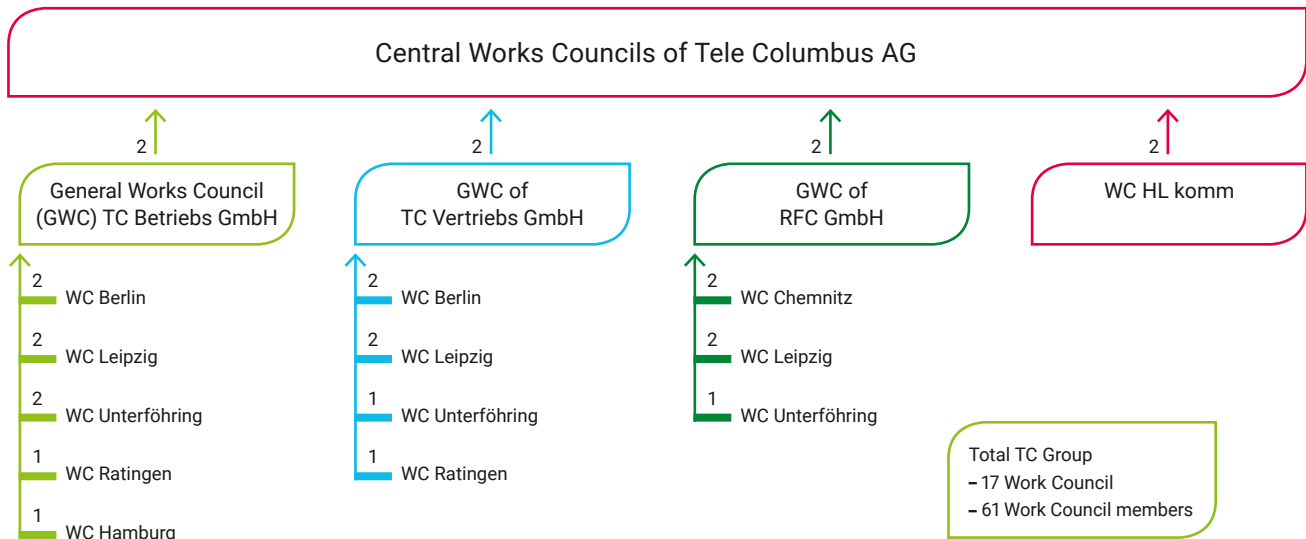 Central Works Councils of Tele Columbus AG
2
2
2
2
General Works Council
(GWC) TC Betriebs GmbH
GWC of
TC Vertriebs GmbH
GWC of
RFC GmbH
WC HL komm
2
WC Berlin
2
WC Leipzig
2
WC Unterföhring
1
WC Ratingen
1
WC Hamburg
2
WC Berlin
2
WC Leipzig
1
WC Unterföhring
1
WC Ratingen
2
WC Chemnitz
2
WC Leipzig
1
WC Unterföhring
Total TC Group
– 17 Work Council
– 61 Work Council members